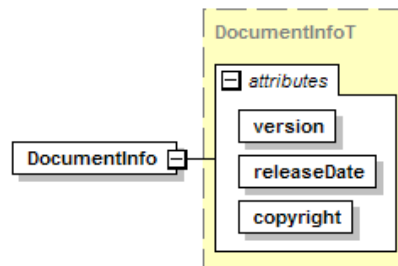 DocumentInfoT
attributes
version
DocumentInfo
releaseDate
copyright